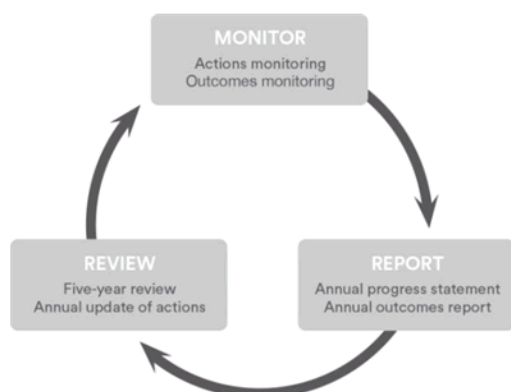 MONITOR
Actions monitoring
Outcomes monitoring
REVIEW
Five-year review
Annual update of actions
REPORT
Annual progress statement
Annual outcomes report